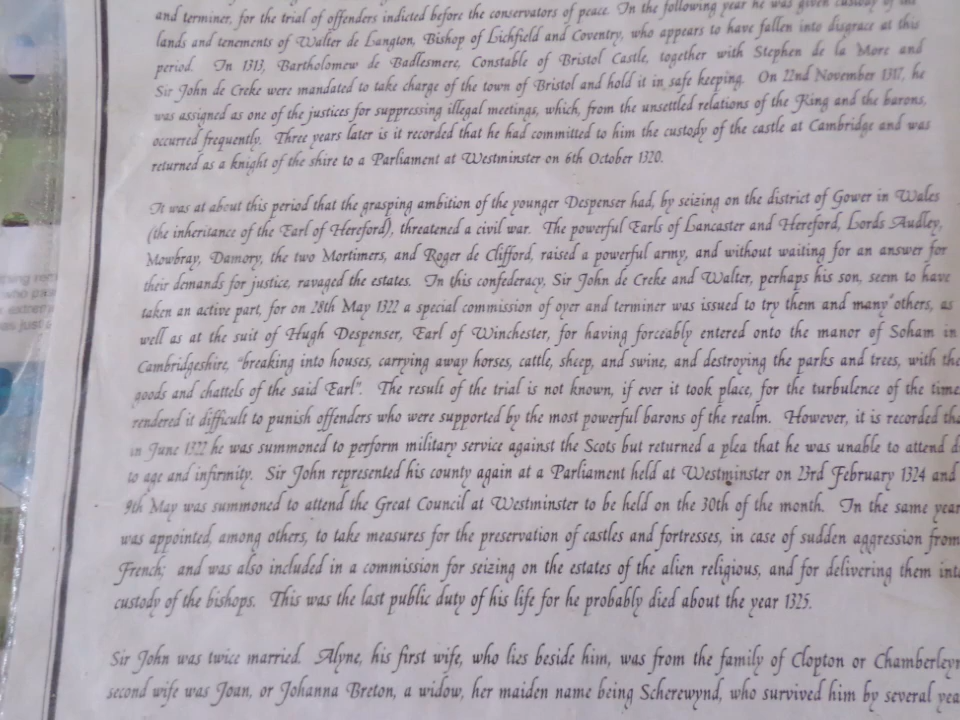 and terminer, for the trial of offenders indicted before the conservators of peace. In the following year he was given custody of the
lands and tenements of Walter de Langton, Bishop of Lichfield and Coventry, who appears to have fallen into disgrace at this
period. In 1313, Bartholomew de Badlesmere, Constable of Bristol Castle, together with Stephen de la More and
Sir John de Creke were mandated to take charge of the town of Bristol and hold it in safe keeping. On 22nd November 1317, he
was assigned as one of the justices for suppressing illegal meetings, which, from the unsettled relations of the King and the barons,
occurred frequently. Three years later is it recorded that he had committed to him the custody of the castle at Cambridge and was
returned as a knight of the shire to a Parliament at Westminster on 6th October 1320.
It was at about this period that the grasping ambition of the younger Despenser had, by seizing on the district of Gower in Wales
(the inheritance of the Earl of Hereford), threatened a civil war. The powerful Earls of Lancaster and Hereford, Lords Audley,
Mowbray, Damory, the two Mortimers, and Roger de Clifford, raised a powerful army, and without waiting for an answer for
their demands for justice, ravaged the estates. In this confederacy, Sir John de Creke and Walter, perhaps his son, seem to have
taken an active part, for on 28th May 1322 a special commission of oyer and terminer was issued to try them and many others, as
well as at the suit of Hugh Despenser, Earl of Winchester, for having forceably entered onto the manor of Soham in
Cambridgeshire, "breaking into houses, carrying away horses, cattle, sheep, and swine, and destroying the parks and trees, with the
goods and chattels of the said Earl". The result of the trial is not known, if ever it took place, for the turbulence of the time
rendered it difficult to punish offenders who were supported by the most powerful barons of the realm. However, it is recorded tha
in June 1322 he was summoned to perform military service against the Scots but returned a plea that he was unable to attend d
to age and infirmity. Sir John represented his county again at a Parliament held at Westminster on 23rd February 1324 and
9th May was summoned to attend the Great Council at Westminster to be held on the 30th of the month. In the same year
was appointed, among others, to take measures for the preservation of castles and fortresses, in case of sudden aggression from
French; and was also included in a commission for seizing on the estates of the alien religious, and for delivering them into
custody of the bishops. This was the last public duty of his life for he probably died about the year 1325.
Sir John was twice married. Alyne, his first wife, who lies beside him, was from the family of Clopton or Chamberleyn
second wife was Joan, or Johanna Breton, a widow, her maiden name being Scherewynd, who survived him by several yea